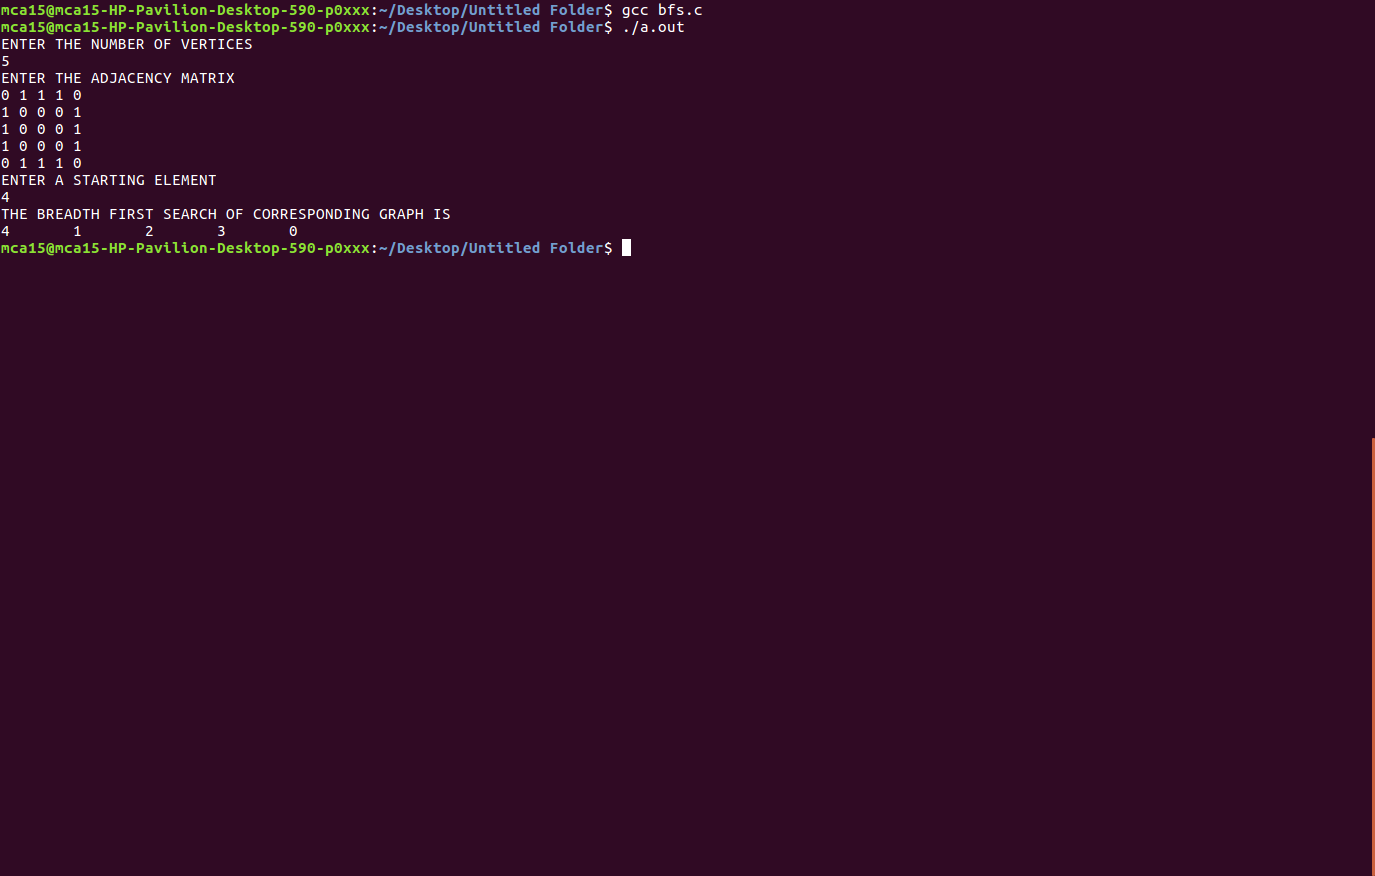 mca15@mca15-HP-Pavilion-Desktop-590-p0xxx:~/Desktop/Untitled Folder$ gcc bfs.c
mca15@mca15-HP-Pavilion-Desktop-590-p0xxx:~/Desktop/Untitled Folder$ ./a.out
ENTER THE NUMBER OF VERTICES
5
ENTER THE ADJACENCY MATRIX
0 1 1 1 0
1 0 0 0 1
1 0 0 0 1
1 0 0 0 1
0 1 1 1 0
ENTER A STARTING ELEMENT
4
THE BREADTH FIRST SEARCH OF CORRESPONDING GRAPH IS
4       1       2       3       0
mca15@mca15-HP-Pavilion-Desktop-590-p0xxx:~/Desktop/Untitled Folder$